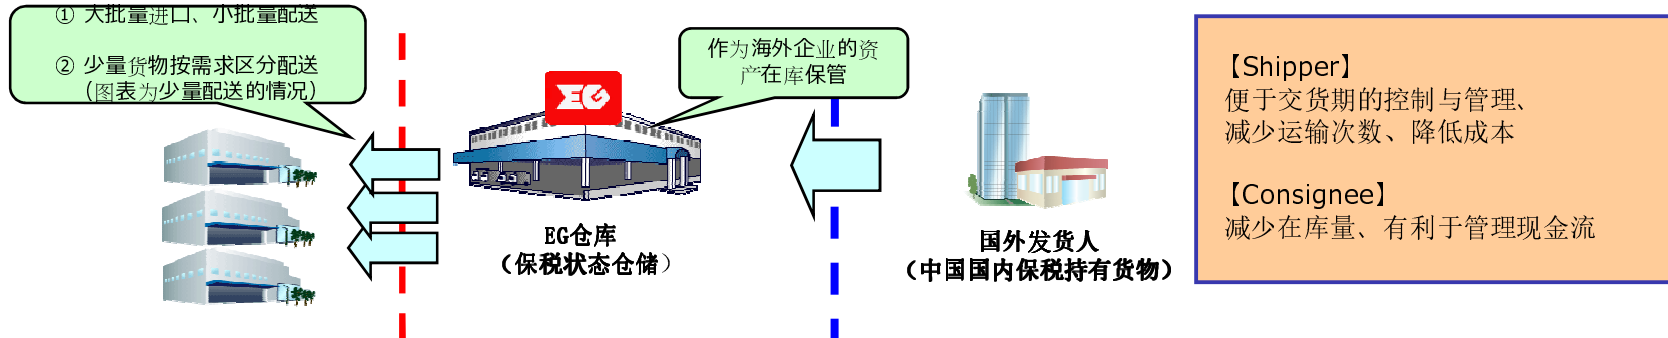 ① 大批量进口、小批量配送
② 少量货物按需求区分配送
（图表为少量配送的情况）
作为海外企业的资
产在库保管
EG
EG仓库
（保税状态仓储）
国外发货人
（中国国内保税持有货物）
【Shipper】
便于交货期的控制与管理、
减少运输次数、降低成本
【Consignee】
减少在库量、有利于管理现金流